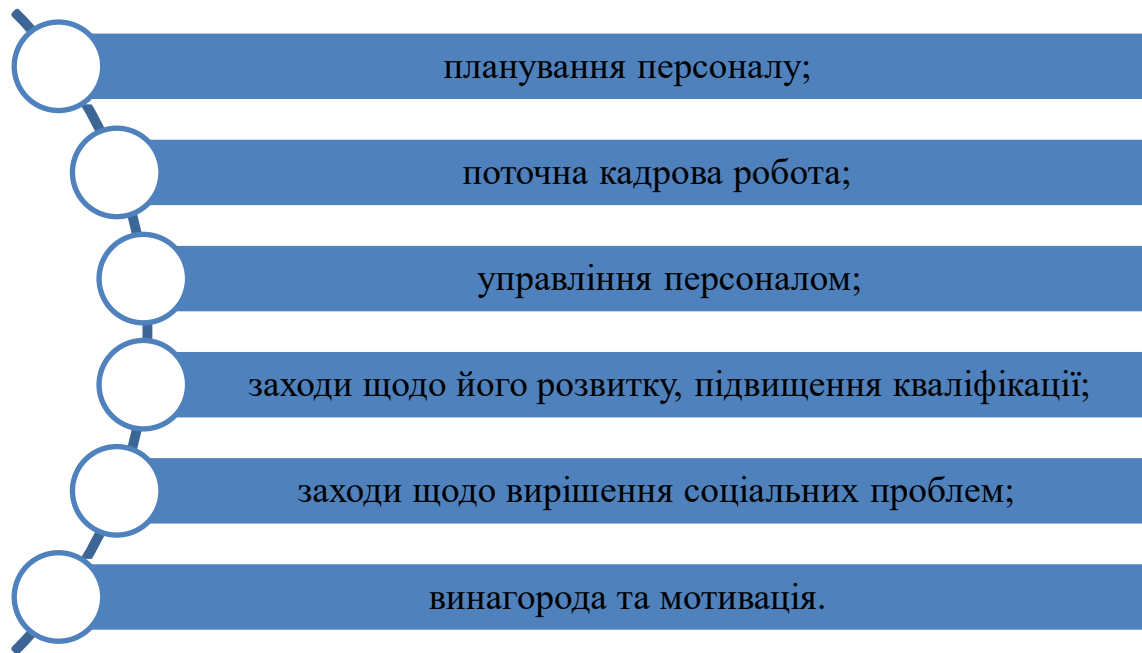 планування персоналу;
поточна кадрова робота;
управління персоналом;
заходи щодо його розвитку, підвищення кваліфікації;
заходи щодо вирішення соціальних проблем;
винагорода та мотивація.